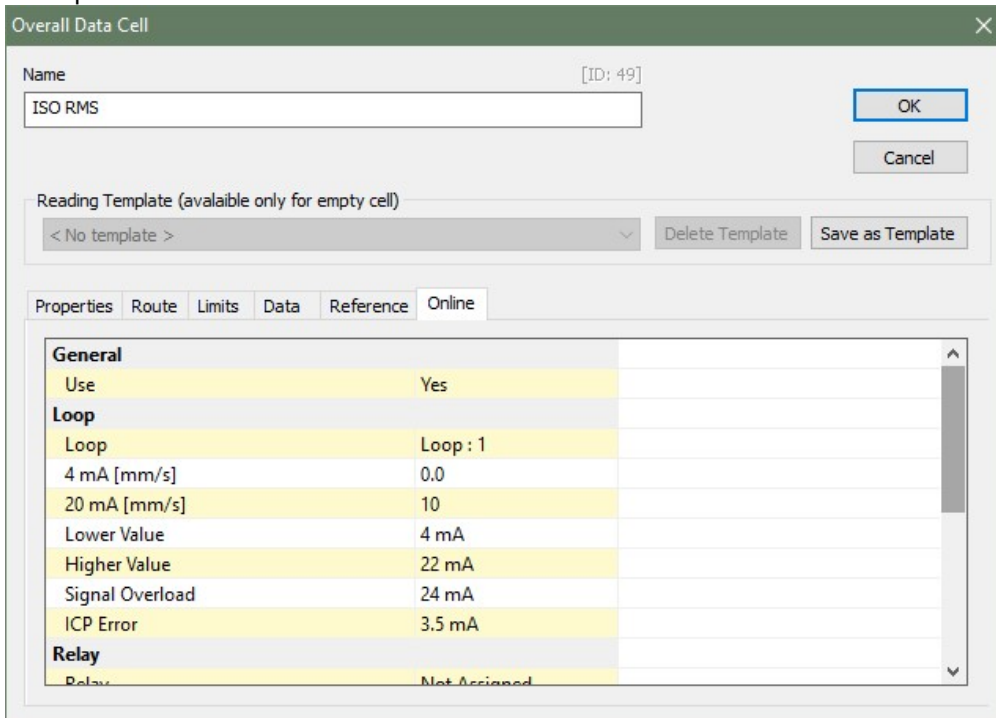 Overall Data Cell
Name [ID: 49]
ISO RMS
OK
Cancel
Reading Template (avalaible only for empty cell)
< No template > Delete Template Save as Template
Properties Route Limits Data Reference Online
General
Use Yes
Loop
Loop Loop : 1
4 mA [mm/s] 0.0
20 mA [mm/s] 10
Lower Value 4 mA
Higher Value 22 mA
Signal Overload 24 mA
ICP Error 3.5 mA
Relay
Relay Not Assigned